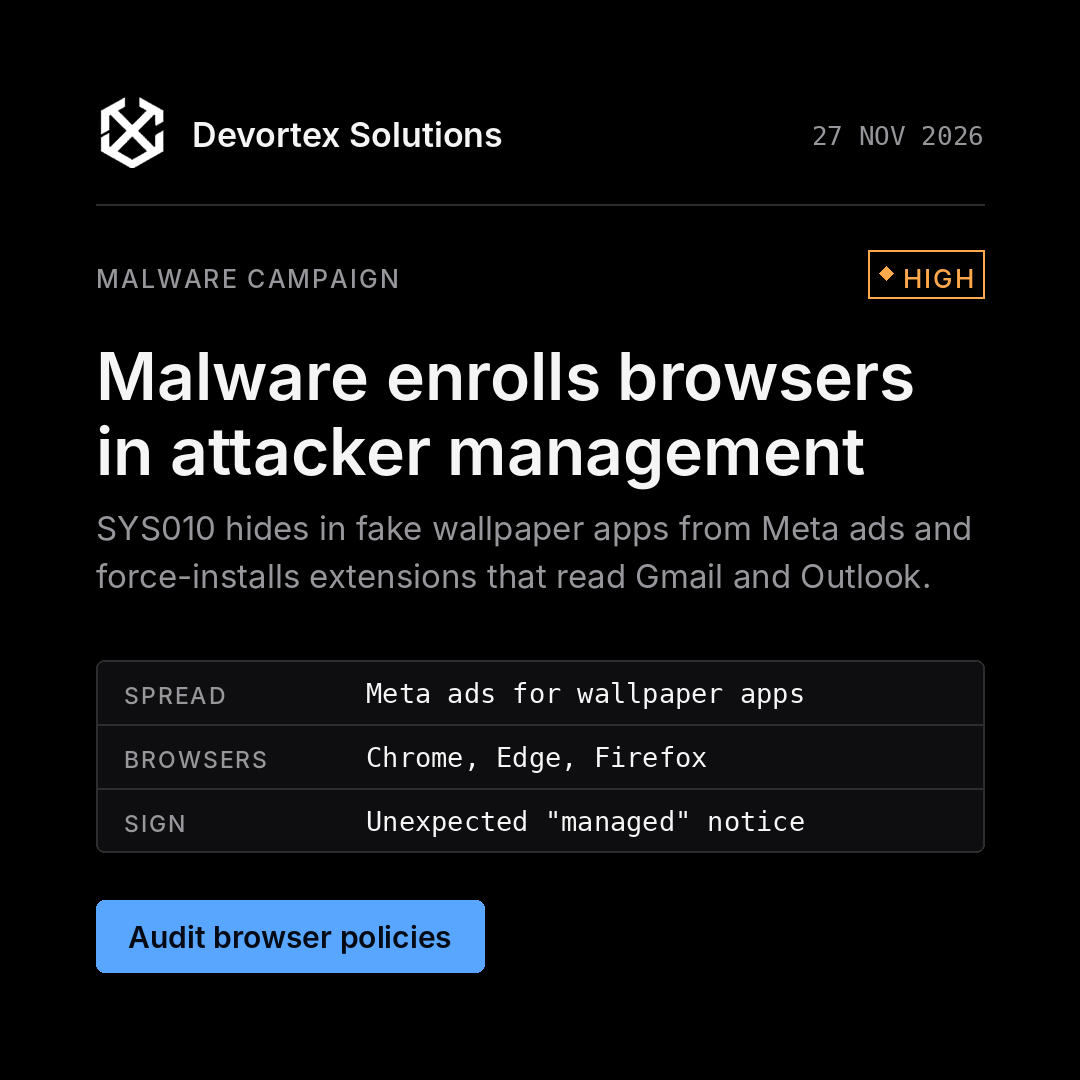 Devortex Solutions
27 NOV 2026
MALWARE CAMPAIGN
HIGH
Malware enrolls browsers
in attacker management
SYS010 hides in fake wallpaper apps from Meta ads and
force-installs extensions that read Gmail and Outlook.
SPREAD Meta ads for wallpaper apps
BROWSERS Chrome, Edge, Firefox
SIGN Unexpected "managed" notice
Audit browser policies